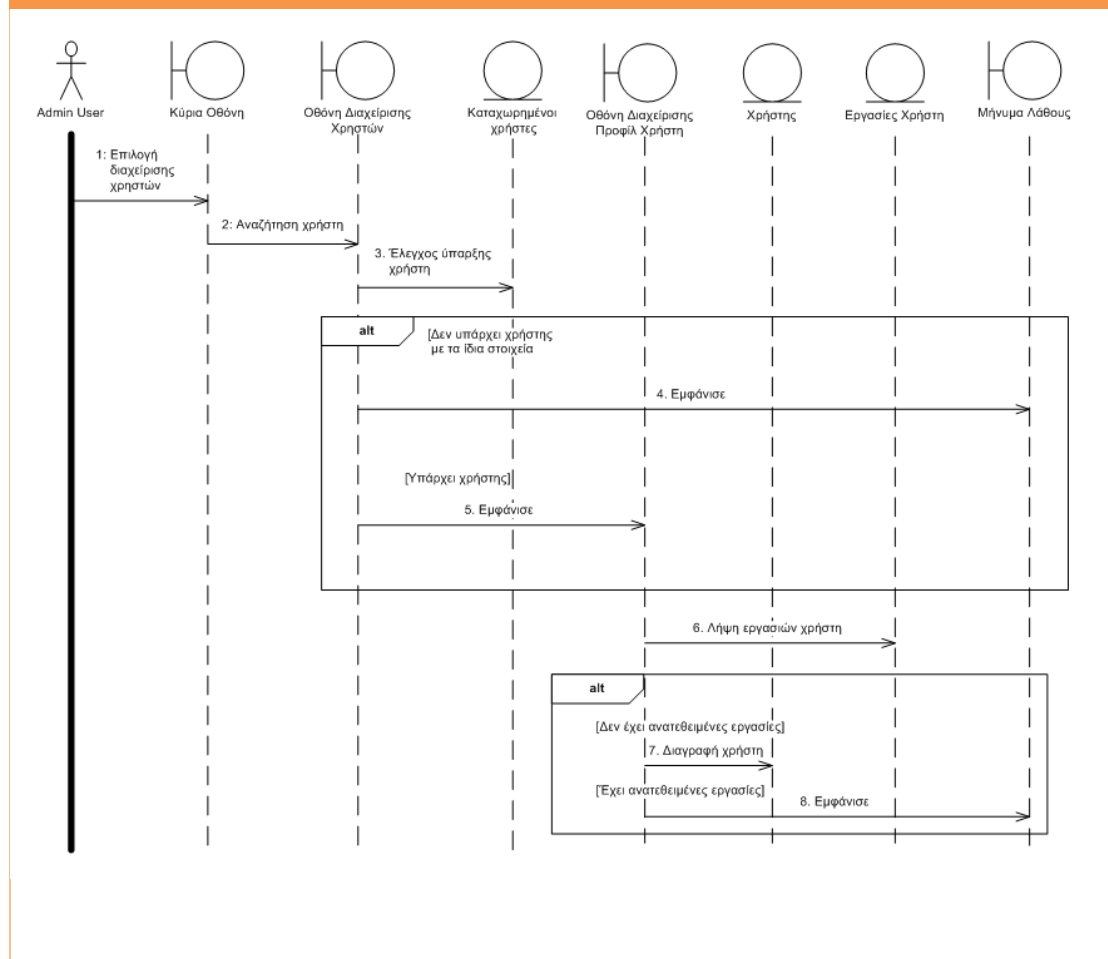 Admin User
Κύρια Οθόνη
Οθόνη Διαχείρισης
Χρηστών
Καταχωρημένοι
χρήστες
Οθόνη Διαχείρισης
Προφίλ Χρήστη
Χρήστης
Εργασίες Χρήστη
Μήνυμα Λάθους
1: Επιλογή
διαχείρισης
χρηστών
2: Αναζήτηση χρήστη
3. Έλεγχος ύπαρξης
χρήστη
alt
[Δεν υπάρχει χρήστης
με τα ίδια στοιχεία
4. Εμφάνισε
[Υπάρχει χρήστης]
5. Εμφάνισε
6. Λήψη εργασιών χρήστη
alt
[Δεν έχει ανατεθειμένες εργασίες]
7. Διαγραφή χρήστη
[Έχει ανατεθειμένες εργασίες]
8. Εμφάνισε